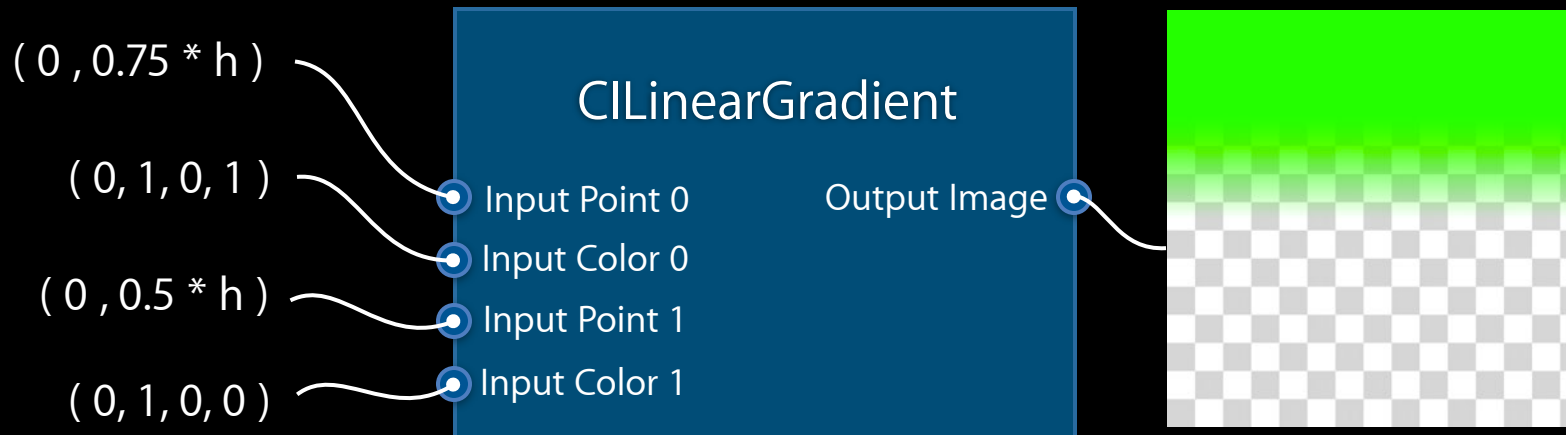 ( 0 , 0.75 * h )
( 0, 1, 0, 1 )
( 0 , 0.5 * h )
( 0, 1, 0, 0 )
CILinearGradient
Input Point 0
Input Color 0
Input Point 1
Input Color 1
Output Image